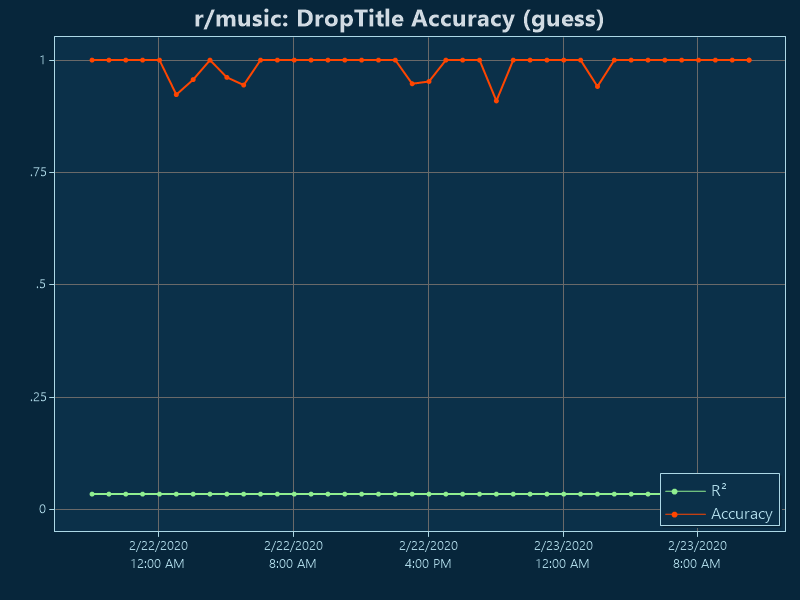 r/music: DropTitle Accuracy (guess)
1
.75
.5
.25
0
R²
Accuracy
2/22/2020 2/22/2020 2/22/2020 2/23/2020 2/23/2020
12:00 AM 8:00 AM 4:00 PM 12:00 AM 8:00 AM